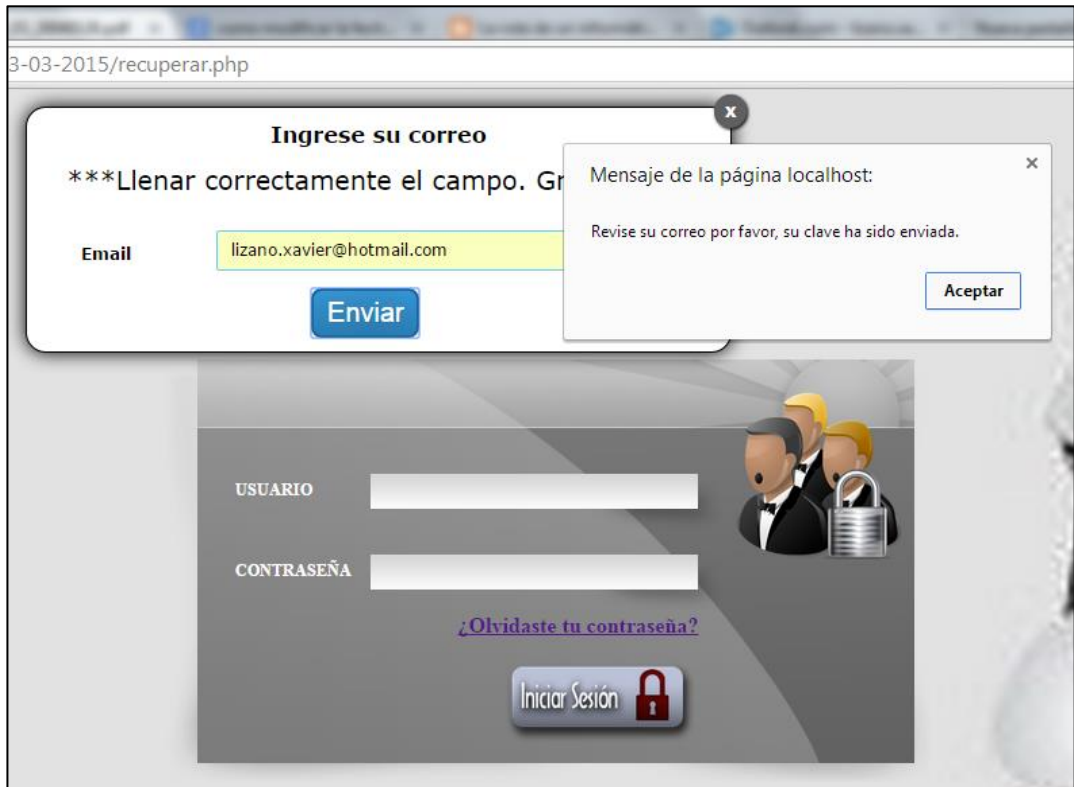 3-03-2015/recuperar.php
x
Ingrese su correo
***Llenar correctamente el campo. Gr
Mensaje de la página localhost:
×
Revise su correo por favor, su clave ha sido enviada.
Aceptar
Email
lizano.xavier@hotmail.com
Enviar
USUARIO
CONTRASEÑA
¿Olvidaste tu contraseña?
Iniciar Sesión